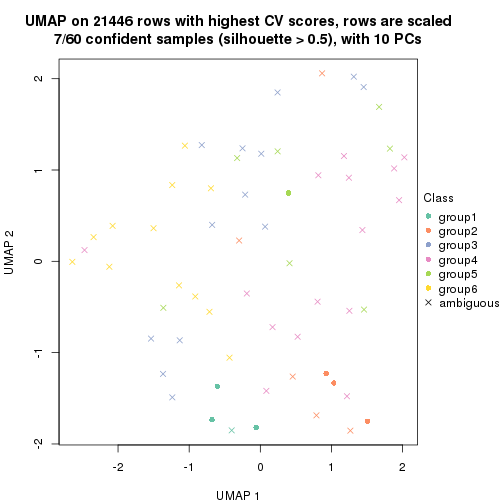 UMAP on 21446 rows with highest CV scores, rows are scaled
7/60 confident samples (silhouette > 0.5), with 10 PCs
2
1
0
-1
-2
UMAP 2
-2
-1
0
1
2
UMAP 1
Class
group1
group2
group3
group4
group5
group6
ambiguous